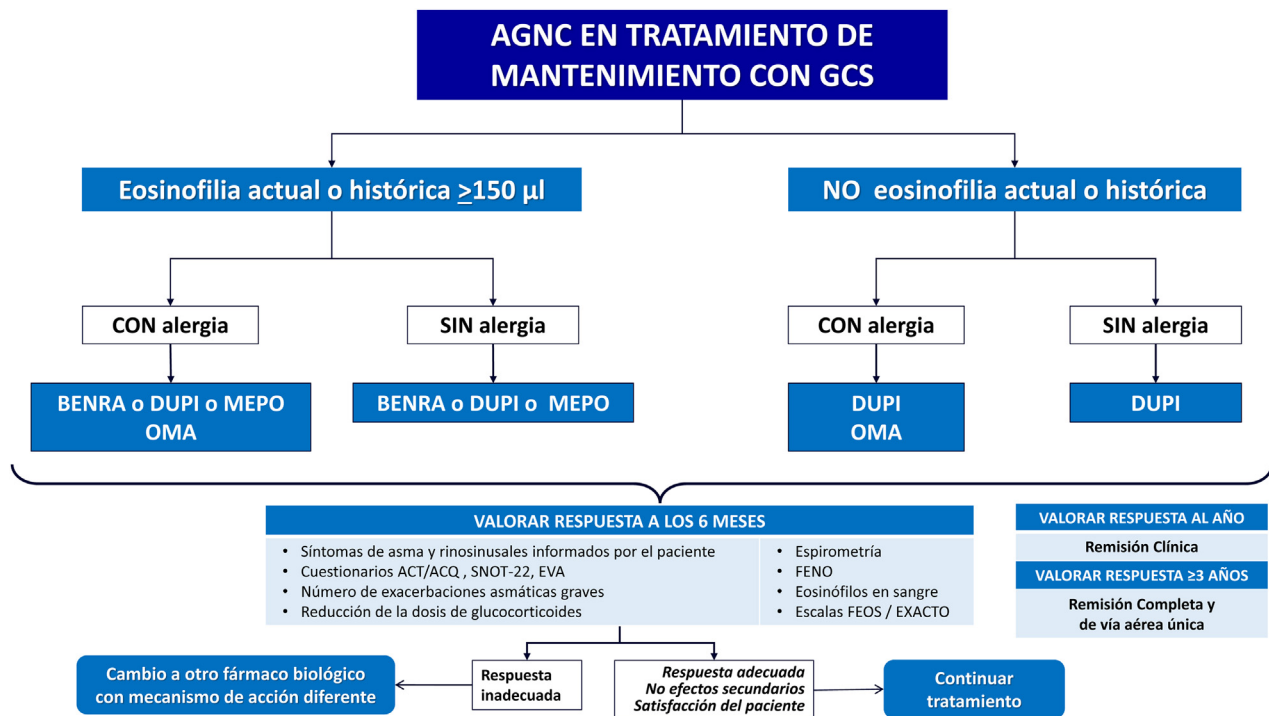 AGNC EN TRATAMIENTO DE
MANTENIMIENTO CON GCS
Eosinofilia actual o histórica ≥150 µl
NO eosinofilia actual o histórica
CON alergia
SIN alergia
CON alergia
SIN alergia
BENRA o DUPI o MEPO
OMA
BENRA o DUPI o MEPO
DUPI
OMA
DUPI
VALORAR RESPUESTA A LOS 6 MESES
• Síntomas de asma y rinosinusales informados por el paciente
• Cuestionarios ACT/ACQ , SNOT-22, EVA
• Número de exacerbaciones asmáticas graves
• Reducción de la dosis de glucocorticoides
• Espirometría
• FENO
• Eosinófilos en sangre
• Escalas FEOS / EXACTO
VALORAR RESPUESTA AL AÑO
Remisión Clínica
VALORAR RESPUESTA ≥3 AÑOS
Remisión Completa y
de vía aérea única
Cambio a otro fármaco biológico
con mecanismo de acción diferente
Respuesta
inadecuada
Respuesta adecuada
No efectos secundarios
Satisfacción del paciente
Continuar
tratamiento